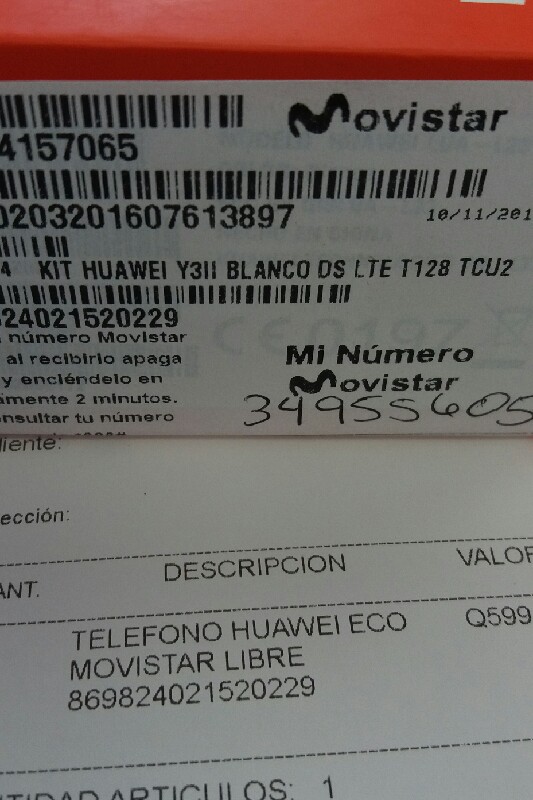 Movistar
4157065
0203201607613897
10/11/201
4 KIT HUAWEI Y3II BLANCO DS LTE T128 TCU2
24021520229
número Movistar
al recibirlo apaga
y enciéndelo en
amente 2 minutos.
onsultar tu número
Mi Número
Movistar
34955605
liente:
ección:
ANT. DESCRIPCION VALOR
TELEFONO HUAWEI ECO Q599
MOVISTAR LIBRE
869824021520229
NTIDAD ARTICULOS: 1